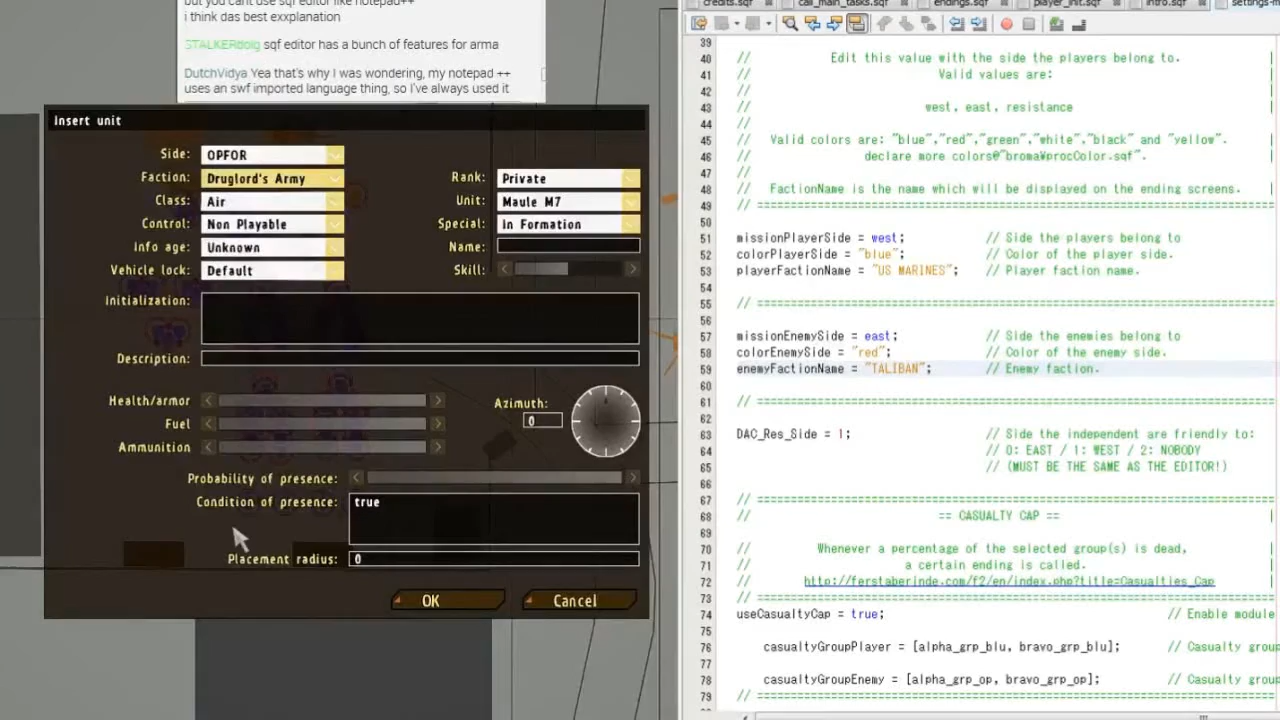 but you cant use sqf editor like notepad++
i think das best exxplanation
STALKERdolg sqf editor has a bunch of features for arma
DutchVidya Yea that's why I was wondering, my notepad ++
uses an swf imported language thing, so I've always used it
Insert unit
Side: OPFOR
Faction: Druglord's Army
Rank: Private
Class: Air
Unit: Maule M7
Control: Non Playable
Special: In Formation
Info age: Unknown
Name:
Vehicle lock: Default
Skill:
Initialization:
Description:
Health/armor
Azimuth:
0
Fuel
Ammunition
Probability of presence:
Condition of presence: true
Placement radius: 0
OK Cancel
credits.sqf call_main_tasks.sqf endings.sqf player_init.sqf intro.sqf
39
40 // Edit this value with the side the players belong to.
41 // Valid values are:
42 //
43 // west, east, resistance
44 //
45 // Valid colors are: "blue","red","green","white","black" and "yellow".
46 // declare more colors@"broma¥procColor.sqf".
47 //
48 // FactionName is the name which will be displayed on the ending screens.
49 // ==============================================================================
50
51 missionPlayerSide = west; // Side the players belong to
52 colorPlayerSide = "blue"; // Color of the player side.
53 playerFactionName = "US MARINES"; // Player faction name.
54
55 // ==============================================================================
56
57 missionEnemySide = east; // Side the enemies belong to
58 colorEnemySide = "red"; // Color of the enemy side.
59 enemyFactionName = "TALIBAN"; // Enemy faction.
60
61 // ==============================================================================
62
63 DAC_Res_Side = 1; // Side the independent are friendly to:
64 // 0: EAST / 1: WEST / 2: NOBODY
65 // (MUST BE THE SAME AS THE EDITOR!)
66
67 // ==============================================================================
68 // == CASUALTY CAP ==
69
70 // Whenever a percentage of the selected group(s) is dead,
71 // a certain ending is called.
72 // http://ferstaberinde.com/f2/en/index.php?title=Casualties_Cap
73 // ==============================================================================
74 useCasualtyCap = true; // Enable module
75
76 casualtyGroupPlayer = [alpha_grp_blu, bravo_grp_blu]; // Casualty group
77
78 casualtyGroupEnemy = [alpha_grp_op, bravo_grp_op]; // Casualty group
79 // ==============================================================================